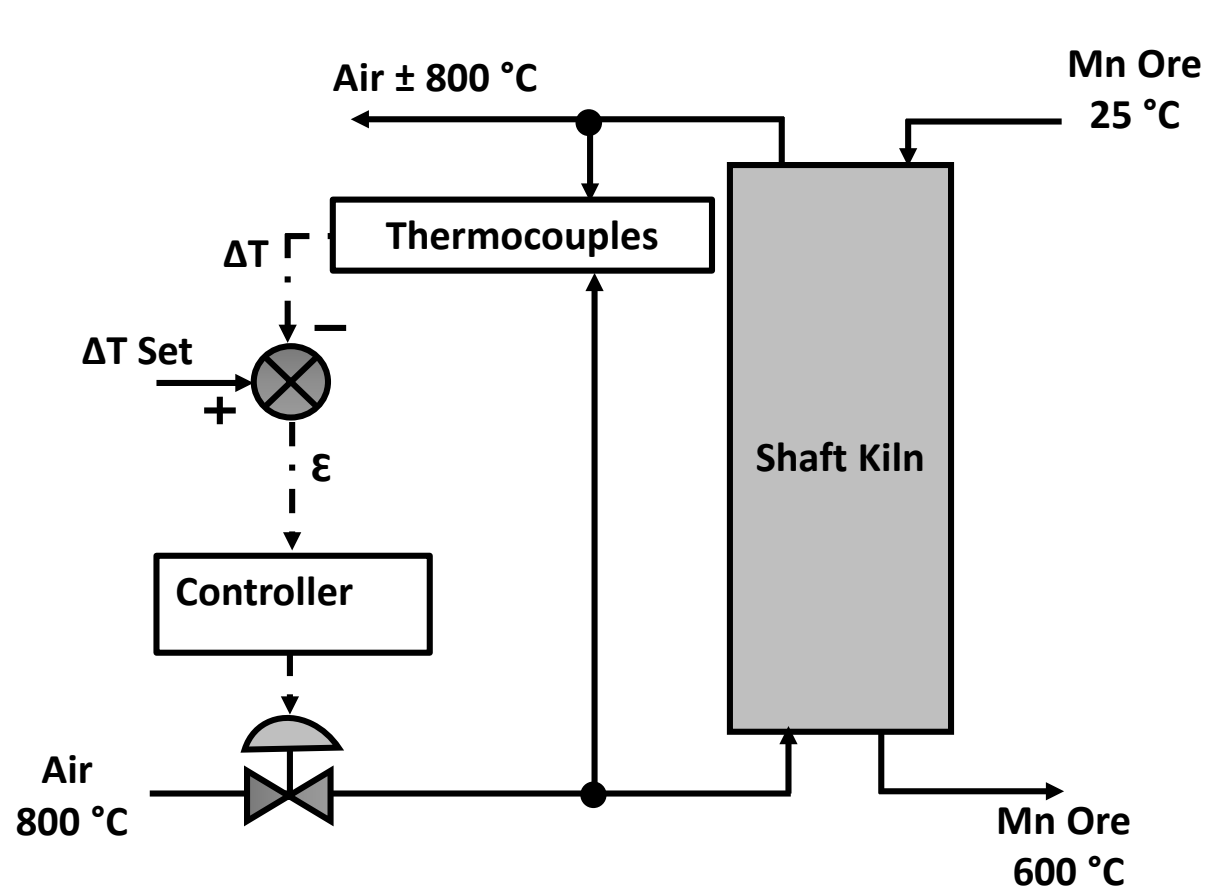 Air ± 800 °C
Mn Ore
25 °C
Thermocouples
ΔT
−
ΔT Set
+
ε
Shaft Kiln
Controller
Air
800 °C
Mn Ore
600 °C